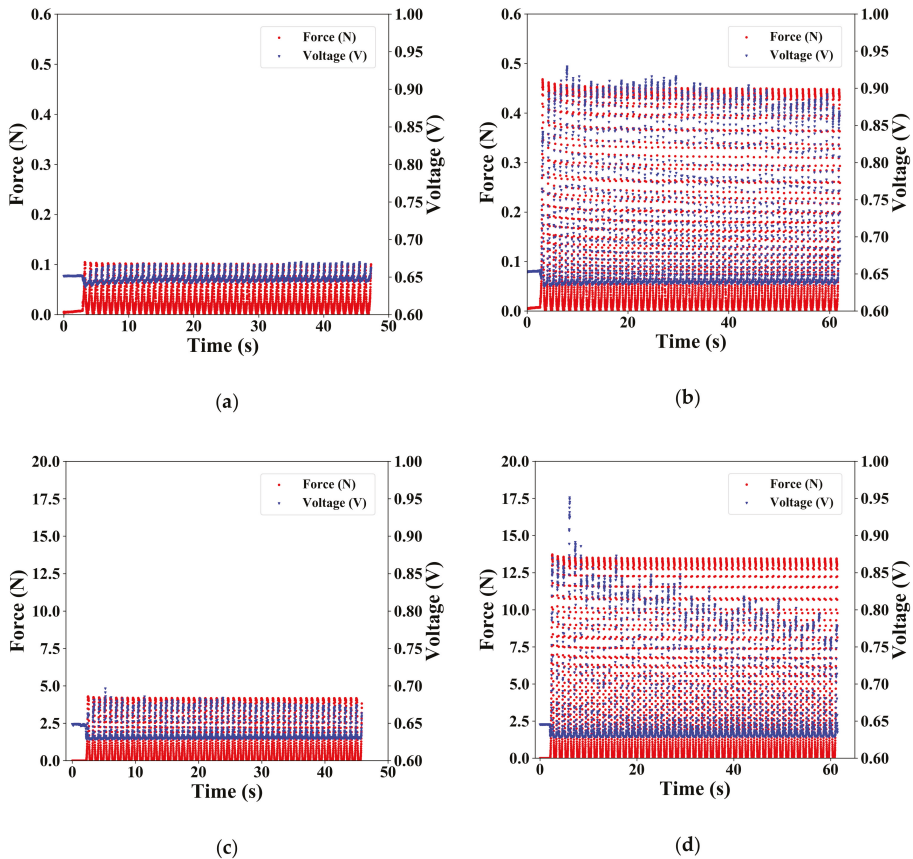 Force (N)
0.6
0.5
0.4
0.3
0.2
0.1
0.0
Force (N)
Voltage (V)
1.00
0.95
0.90
0.85
0.80
0.75
0.70
0.65
0.60
Voltage (V)
0 10 20 30 40 50
Time (s)
(a)
Force (N)
0.6
0.5
0.4
0.3
0.2
0.1
0.0
Force (N)
Voltage (V)
1.00
0.95
0.90
0.85
0.80
0.75
0.70
0.65
0.60
Voltage (V)
0 20 40 60
Time (s)
(b)
Force (N)
20.0
17.5
15.0
12.5
10.0
7.5
5.0
2.5
0.0
Force (N)
Voltage (V)
1.00
0.95
0.90
0.85
0.80
0.75
0.70
0.65
0.60
Voltage (V)
0 10 20 30 40 50
Time (s)
(c)
Force (N)
20.0
17.5
15.0
12.5
10.0
7.5
5.0
2.5
0.0
Force (N)
Voltage (V)
1.00
0.95
0.90
0.85
0.80
0.75
0.70
0.65
0.60
Voltage (V)
0 20 40 60
Time (s)
(d)